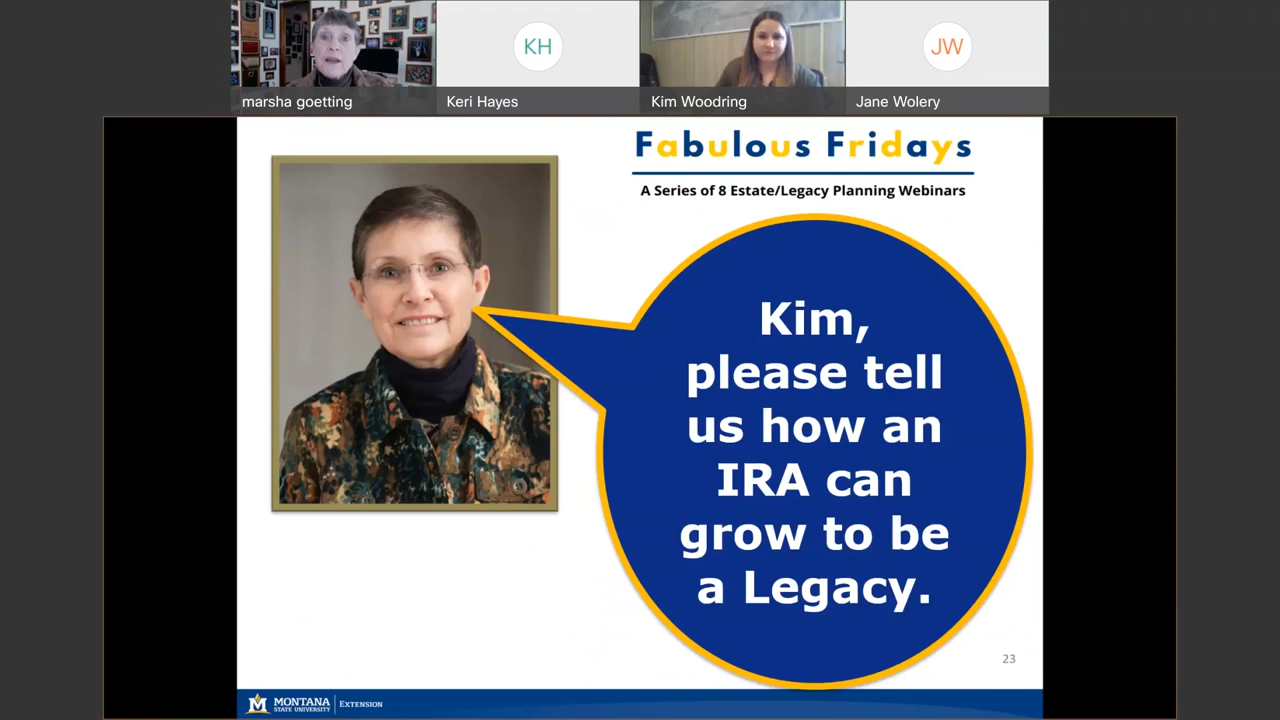 KH
JW
marsha goetting
Keri Hayes
Kim Woodring
Jane Wolery
Fabulous Fridays
A Series of 8 Estate/Legacy Planning Webinars
Kim,
please tell
us how an
IRA can
grow to be
a Legacy.
23
M MONTANA
STATE UNIVERSITY
EXTENSION